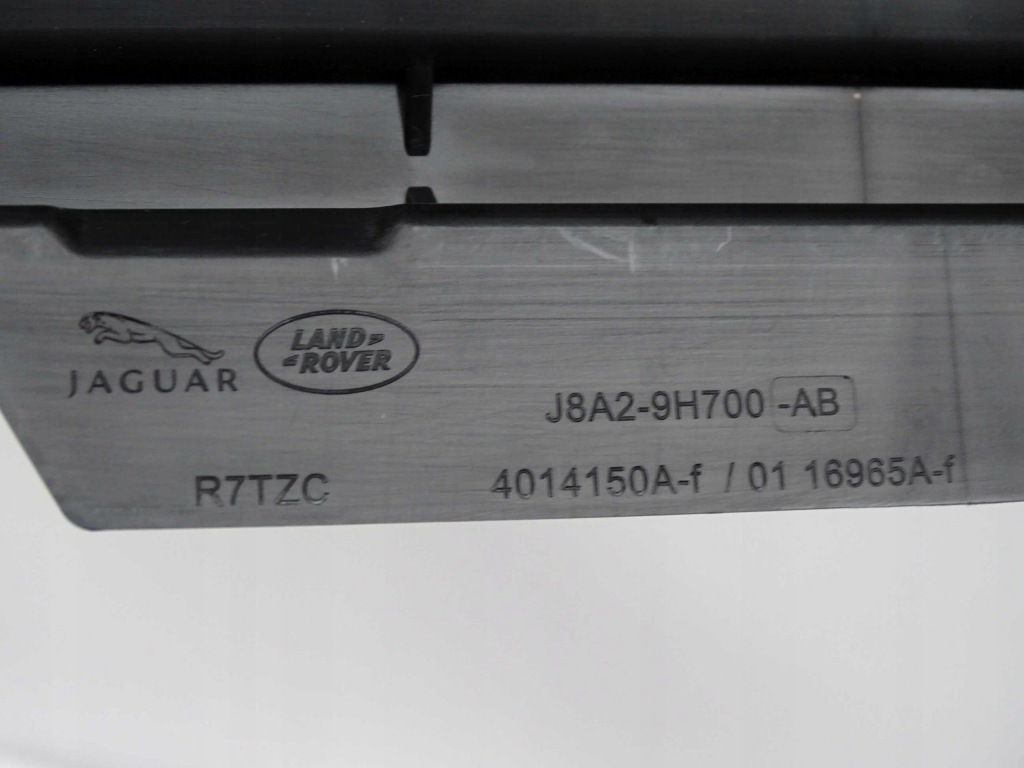 JAGUAR
LAND
ROVER
J8A2-9H700 -AB
R7TZC
4014150A-f / 01 16965A-f